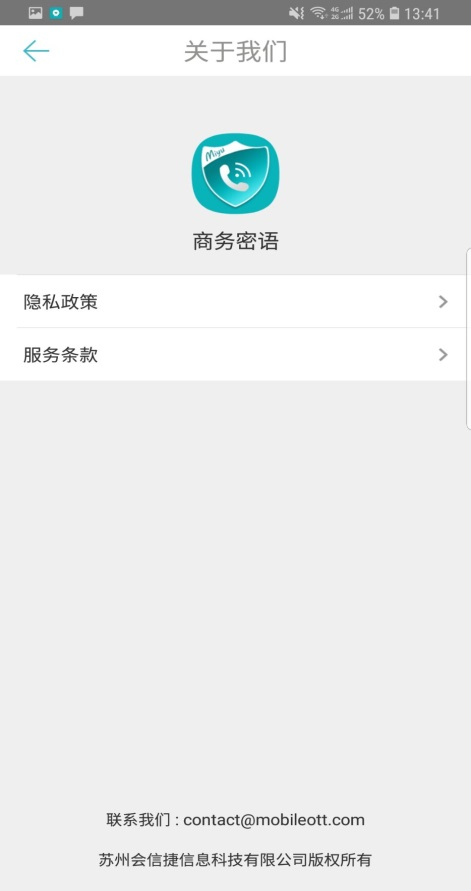 4G
2G
52%
13:41
关于我们
Miyu
商务密语
隐私政策
服务条款
联系我们 : contact@mobileott.com
苏州会信捷信息科技有限公司版权所有